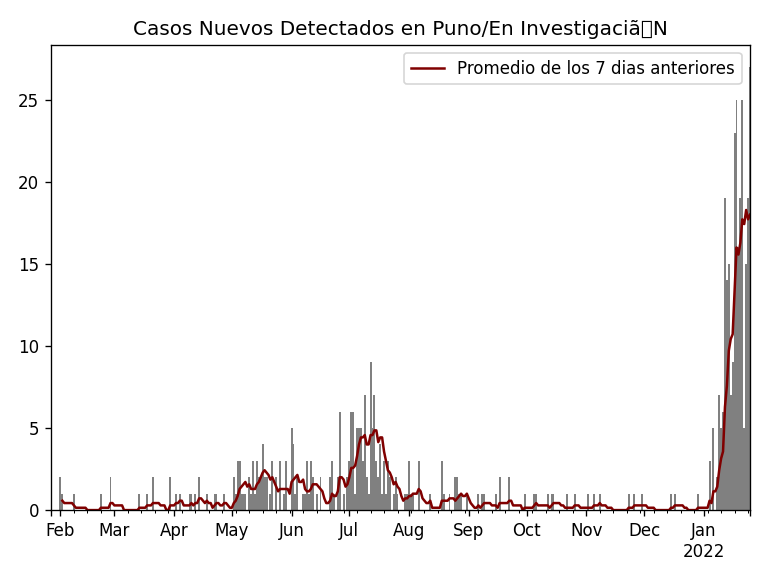 Casos Nuevos Detectados en Puno/En Investigaciã▯N
Promedio de los 7 dias anteriores
25
20
15
10
5
0
Feb Mar Apr May Jun Jul Aug Sep Oct Nov Dec Jan
2022